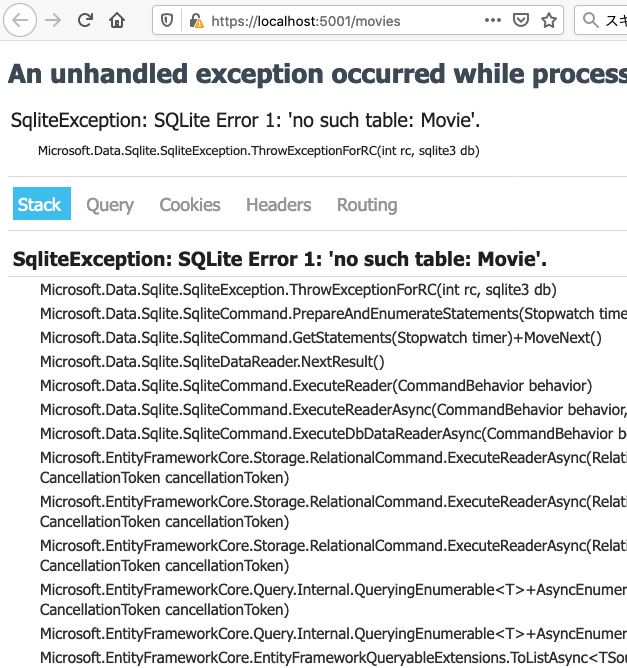 https://localhost:5001/movies
スキ
An unhandled exception occurred while process
SqliteException: SQLite Error 1: 'no such table: Movie'.
Microsoft.Data.Sqlite.SqliteException.ThrowExceptionForRC(int rc, sqlite3 db)
Stack Query Cookies Headers Routing
SqliteException: SQLite Error 1: 'no such table: Movie'.
Microsoft.Data.Sqlite.SqliteException.ThrowExceptionForRC(int rc, sqlite3 db)
Microsoft.Data.Sqlite.SqliteCommand.PrepareAndEnumerateStatements(Stopwatch time
Microsoft.Data.Sqlite.SqliteCommand.GetStatements(Stopwatch timer)+MoveNext()
Microsoft.Data.Sqlite.SqliteDataReader.NextResult()
Microsoft.Data.Sqlite.SqliteCommand.ExecuteReader(CommandBehavior behavior)
Microsoft.Data.Sqlite.SqliteCommand.ExecuteReaderAsync(CommandBehavior behavior,
Microsoft.Data.Sqlite.SqliteCommand.ExecuteDbDataReaderAsync(CommandBehavior be
Microsoft.EntityFrameworkCore.Storage.RelationalCommand.ExecuteReaderAsync(Relati
CancellationToken cancellationToken)
Microsoft.EntityFrameworkCore.Storage.RelationalCommand.ExecuteReaderAsync(Relati
CancellationToken cancellationToken)
Microsoft.EntityFrameworkCore.Storage.RelationalCommand.ExecuteReaderAsync(Relati
CancellationToken cancellationToken)
Microsoft.EntityFrameworkCore.Query.Internal.QueryingEnumerable<T>+AsyncEnumer
CancellationToken cancellationToken)
Microsoft.EntityFrameworkCore.Query.Internal.QueryingEnumerable<T>+AsyncEnumer
Microsoft.EntityFrameworkCore.EntityFrameworkQueryableExtensions.ToListAsync<TSou